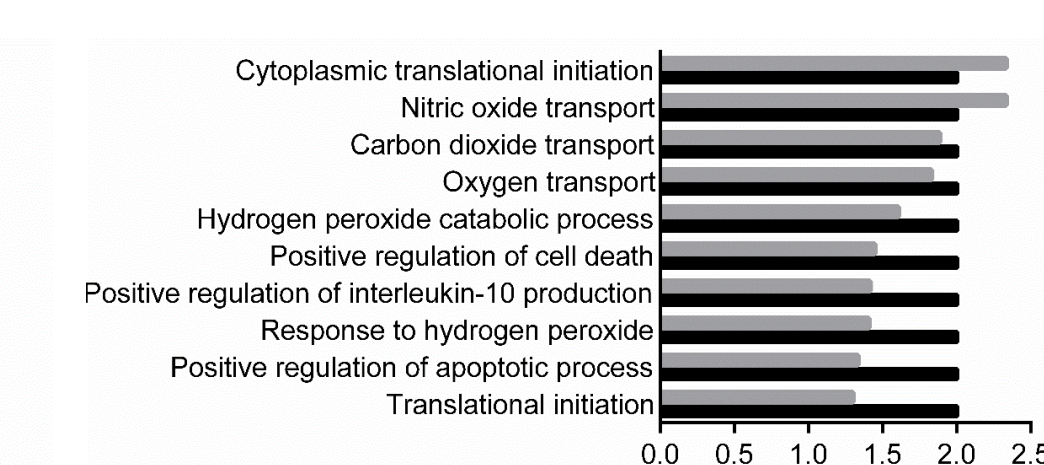 Cytoplasmic translational initiation
Nitric oxide transport
Carbon dioxide transport
Oxygen transport
Hydrogen peroxide catabolic process
Positive regulation of cell death
Positive regulation of interleukin-10 production
Response to hydrogen peroxide
Positive regulation of apoptotic process
Translational initiation
0.0 0.5 1.0 1.5 2.0 2.5